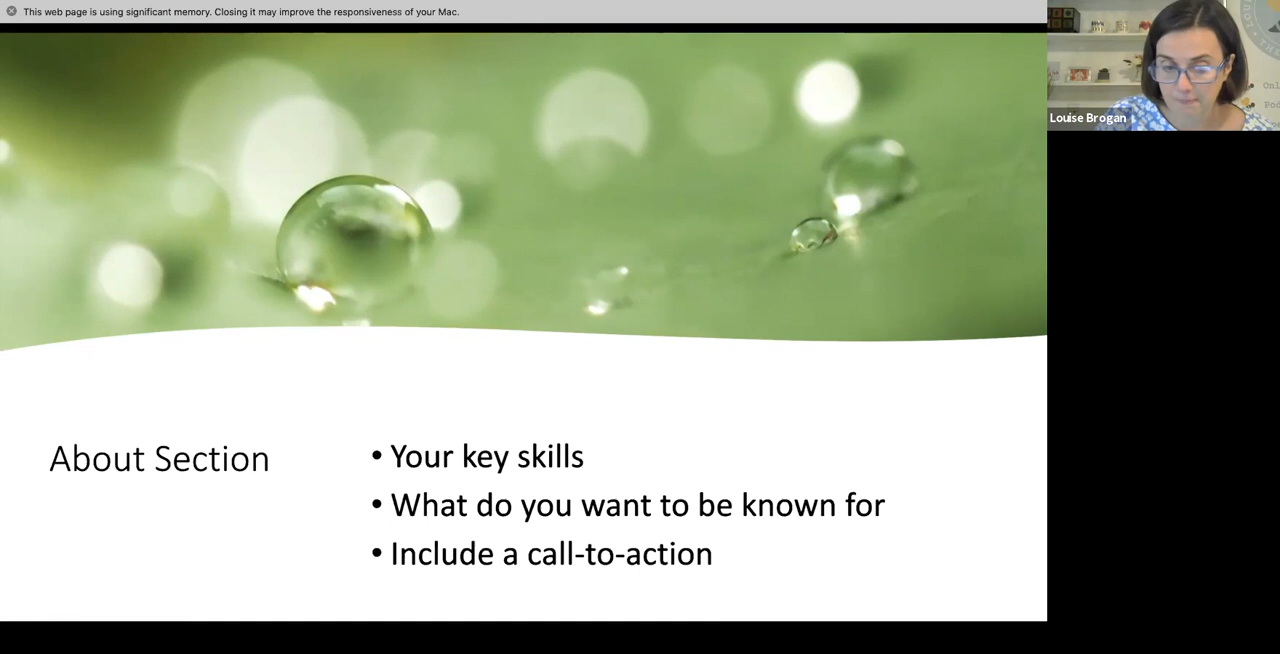 This web page is using significant memory. Closing it may improve the responsiveness of your Mac.
Louise Brogan
About Section
• Your key skills
• What do you want to be known for
• Include a call-to-action